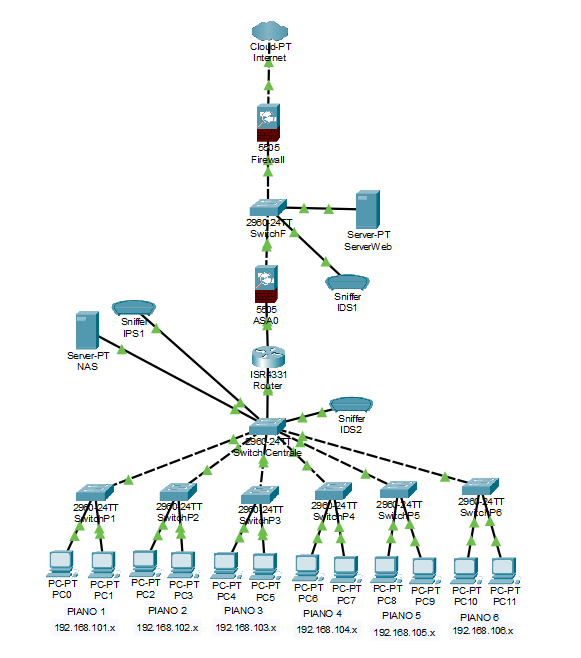 Cloud-PT
Internet
5505
Firewall
2960-24TT
SwitchF
Server-PT
ServerWeb
Sniffer
IDS1
5505
ASA0
Sniffer
IPS1
Server-PT
NAS
ISR4331
Router
Sniffer
IDS2
2960-24TT
Switch Centrale
2960-24TT
SwitchP1
2960-24TT
SwitchP2
2960-24TT
SwitchP3
2960-24TT
SwitchP4
2960-24TT
SwitchP5
2960-24TT
SwitchP6
PC-PT
PC0
PC-PT
PC1
PC-PT
PC2
PC-PT
PC3
PC-PT
PC4
PC-PT
PC5
PC-PT
PC6
PC-PT
PC7
PC-PT
PC8
PC-PT
PC9
PC-PT
PC10
PC-PT
PC11
PIANO 1
192.168.101.x
PIANO 2
192.168.102.x
PIANO 3
192.168.103.x
PIANO 4
192.168.104.x
PIANO 5
192.168.105.x
PIANO 6
192.168.106.x